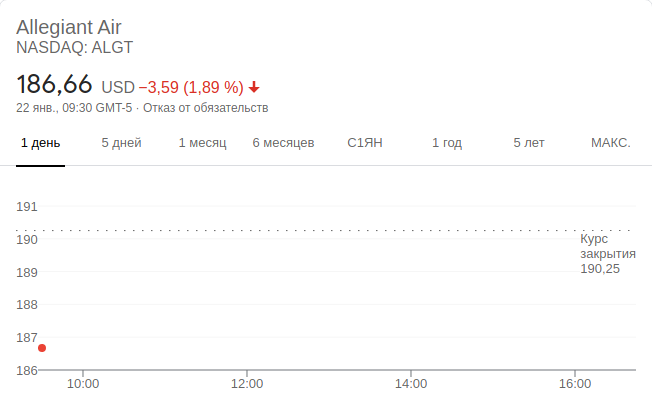 Allegiant Air
NASDAQ: ALGT
186,66 USD −3,59 (1,89 %)
22 янв., 09:30 GMT-5 · Отказ от обязательств
1 день 5 дней 1 месяц 6 месяцев С1ЯН 1 год 5 лет МАКС.
191
190
189
188
187
186
Курс
закрытия
190,25
10:00 12:00 14:00 16:00